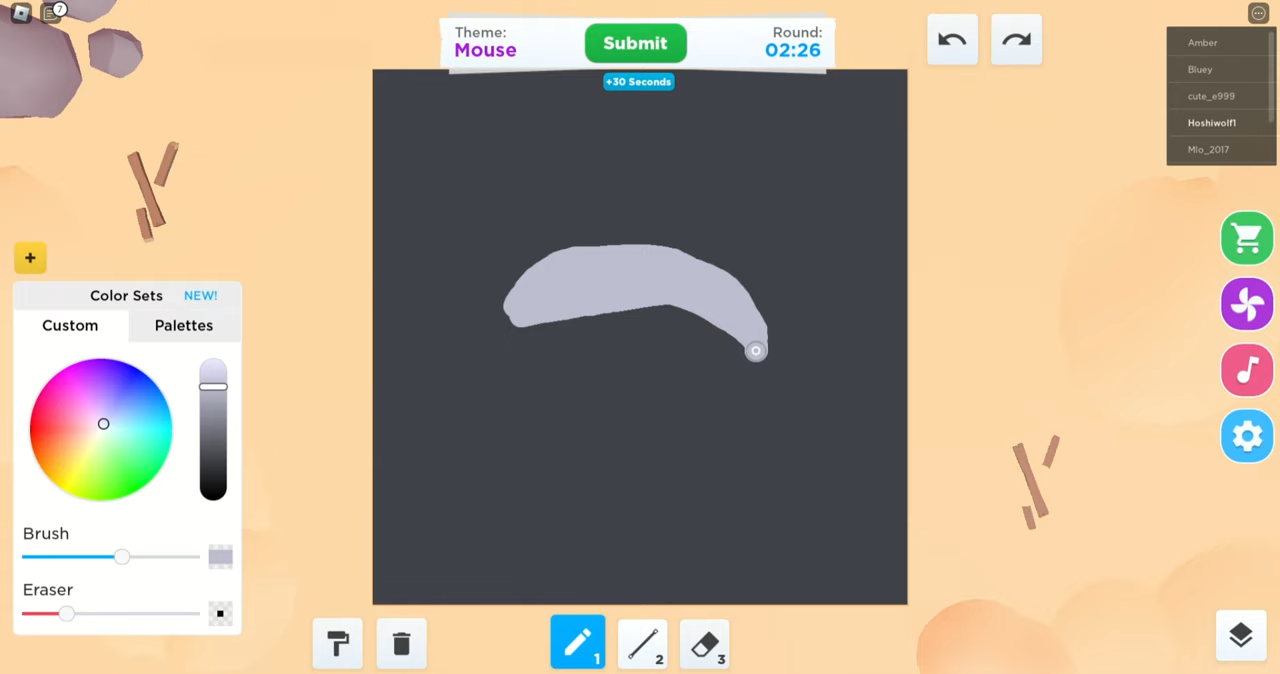 7
Theme:
Mouse
Submit
Round:
02:26
+30 Seconds
Amber
Bluey
cute_e999
Hoshiwolf1
Mlo_2017
+
Color Sets NEW!
Custom
Palettes
Brush
Eraser
1
2
3